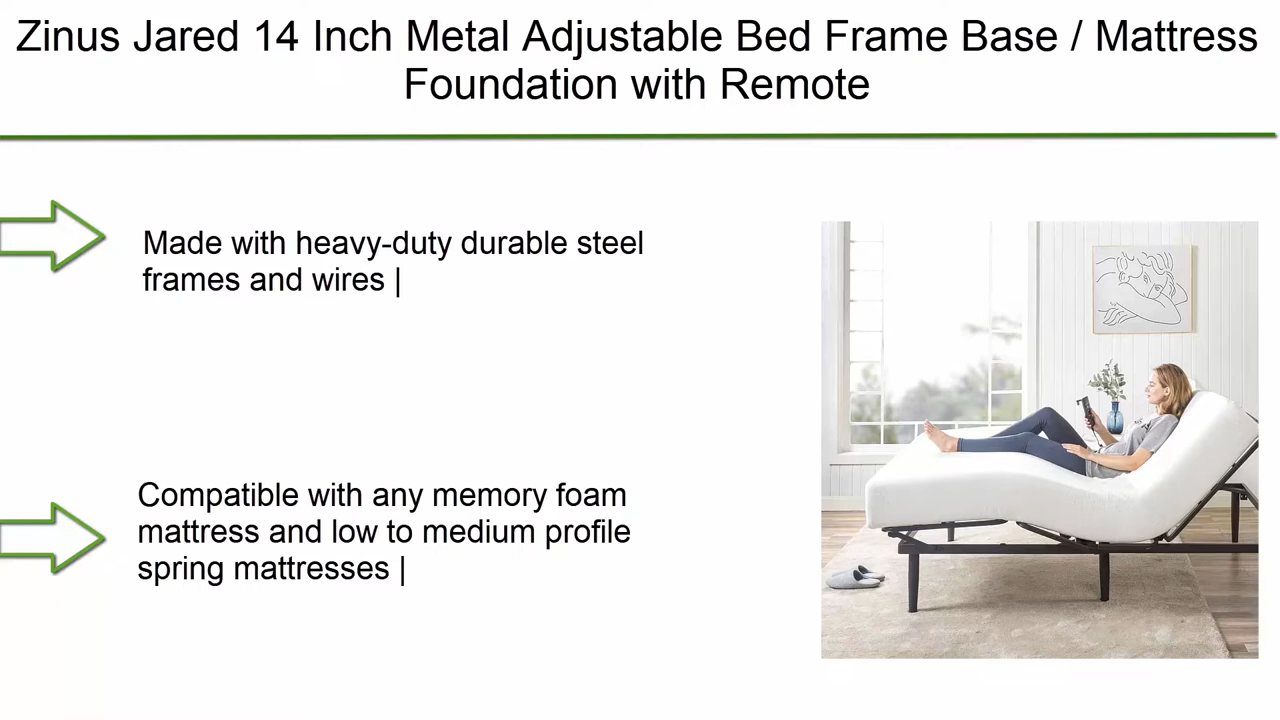 Zinus Jared 14 Inch Metal Adjustable Bed Frame Base / Mattress
Foundation with Remote
Made with heavy-duty durable steel
frames and wires |
Compatible with any memory foam
mattress and low to medium profile
spring mattresses |